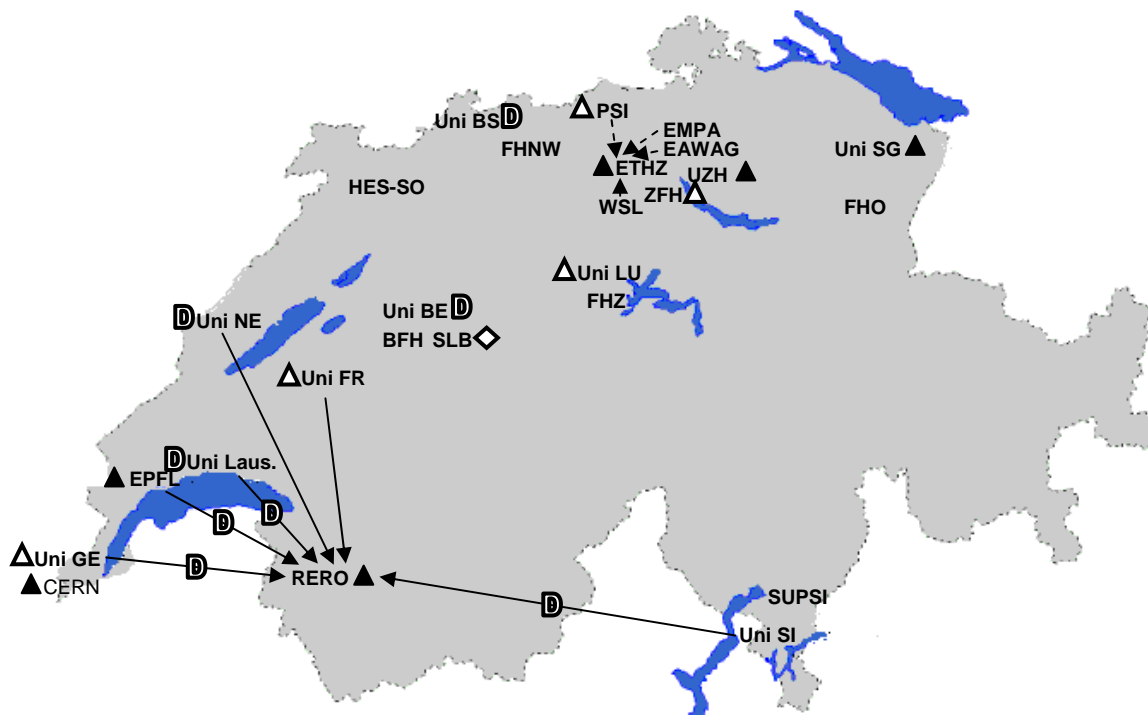 Uni BS D
PSI
EMPA
FHNW
EAWAG
Uni SG
ETHZ
UZH
HES-SO
ZFH
WSL
FHO
Uni LU
FHZ
Uni BE D
D Uni NE
BFH SLB
Uni FR
D Uni Laus.
EPFL
D
D
Uni GE
D
RERO
CERN
SUPSI
D
Uni SI